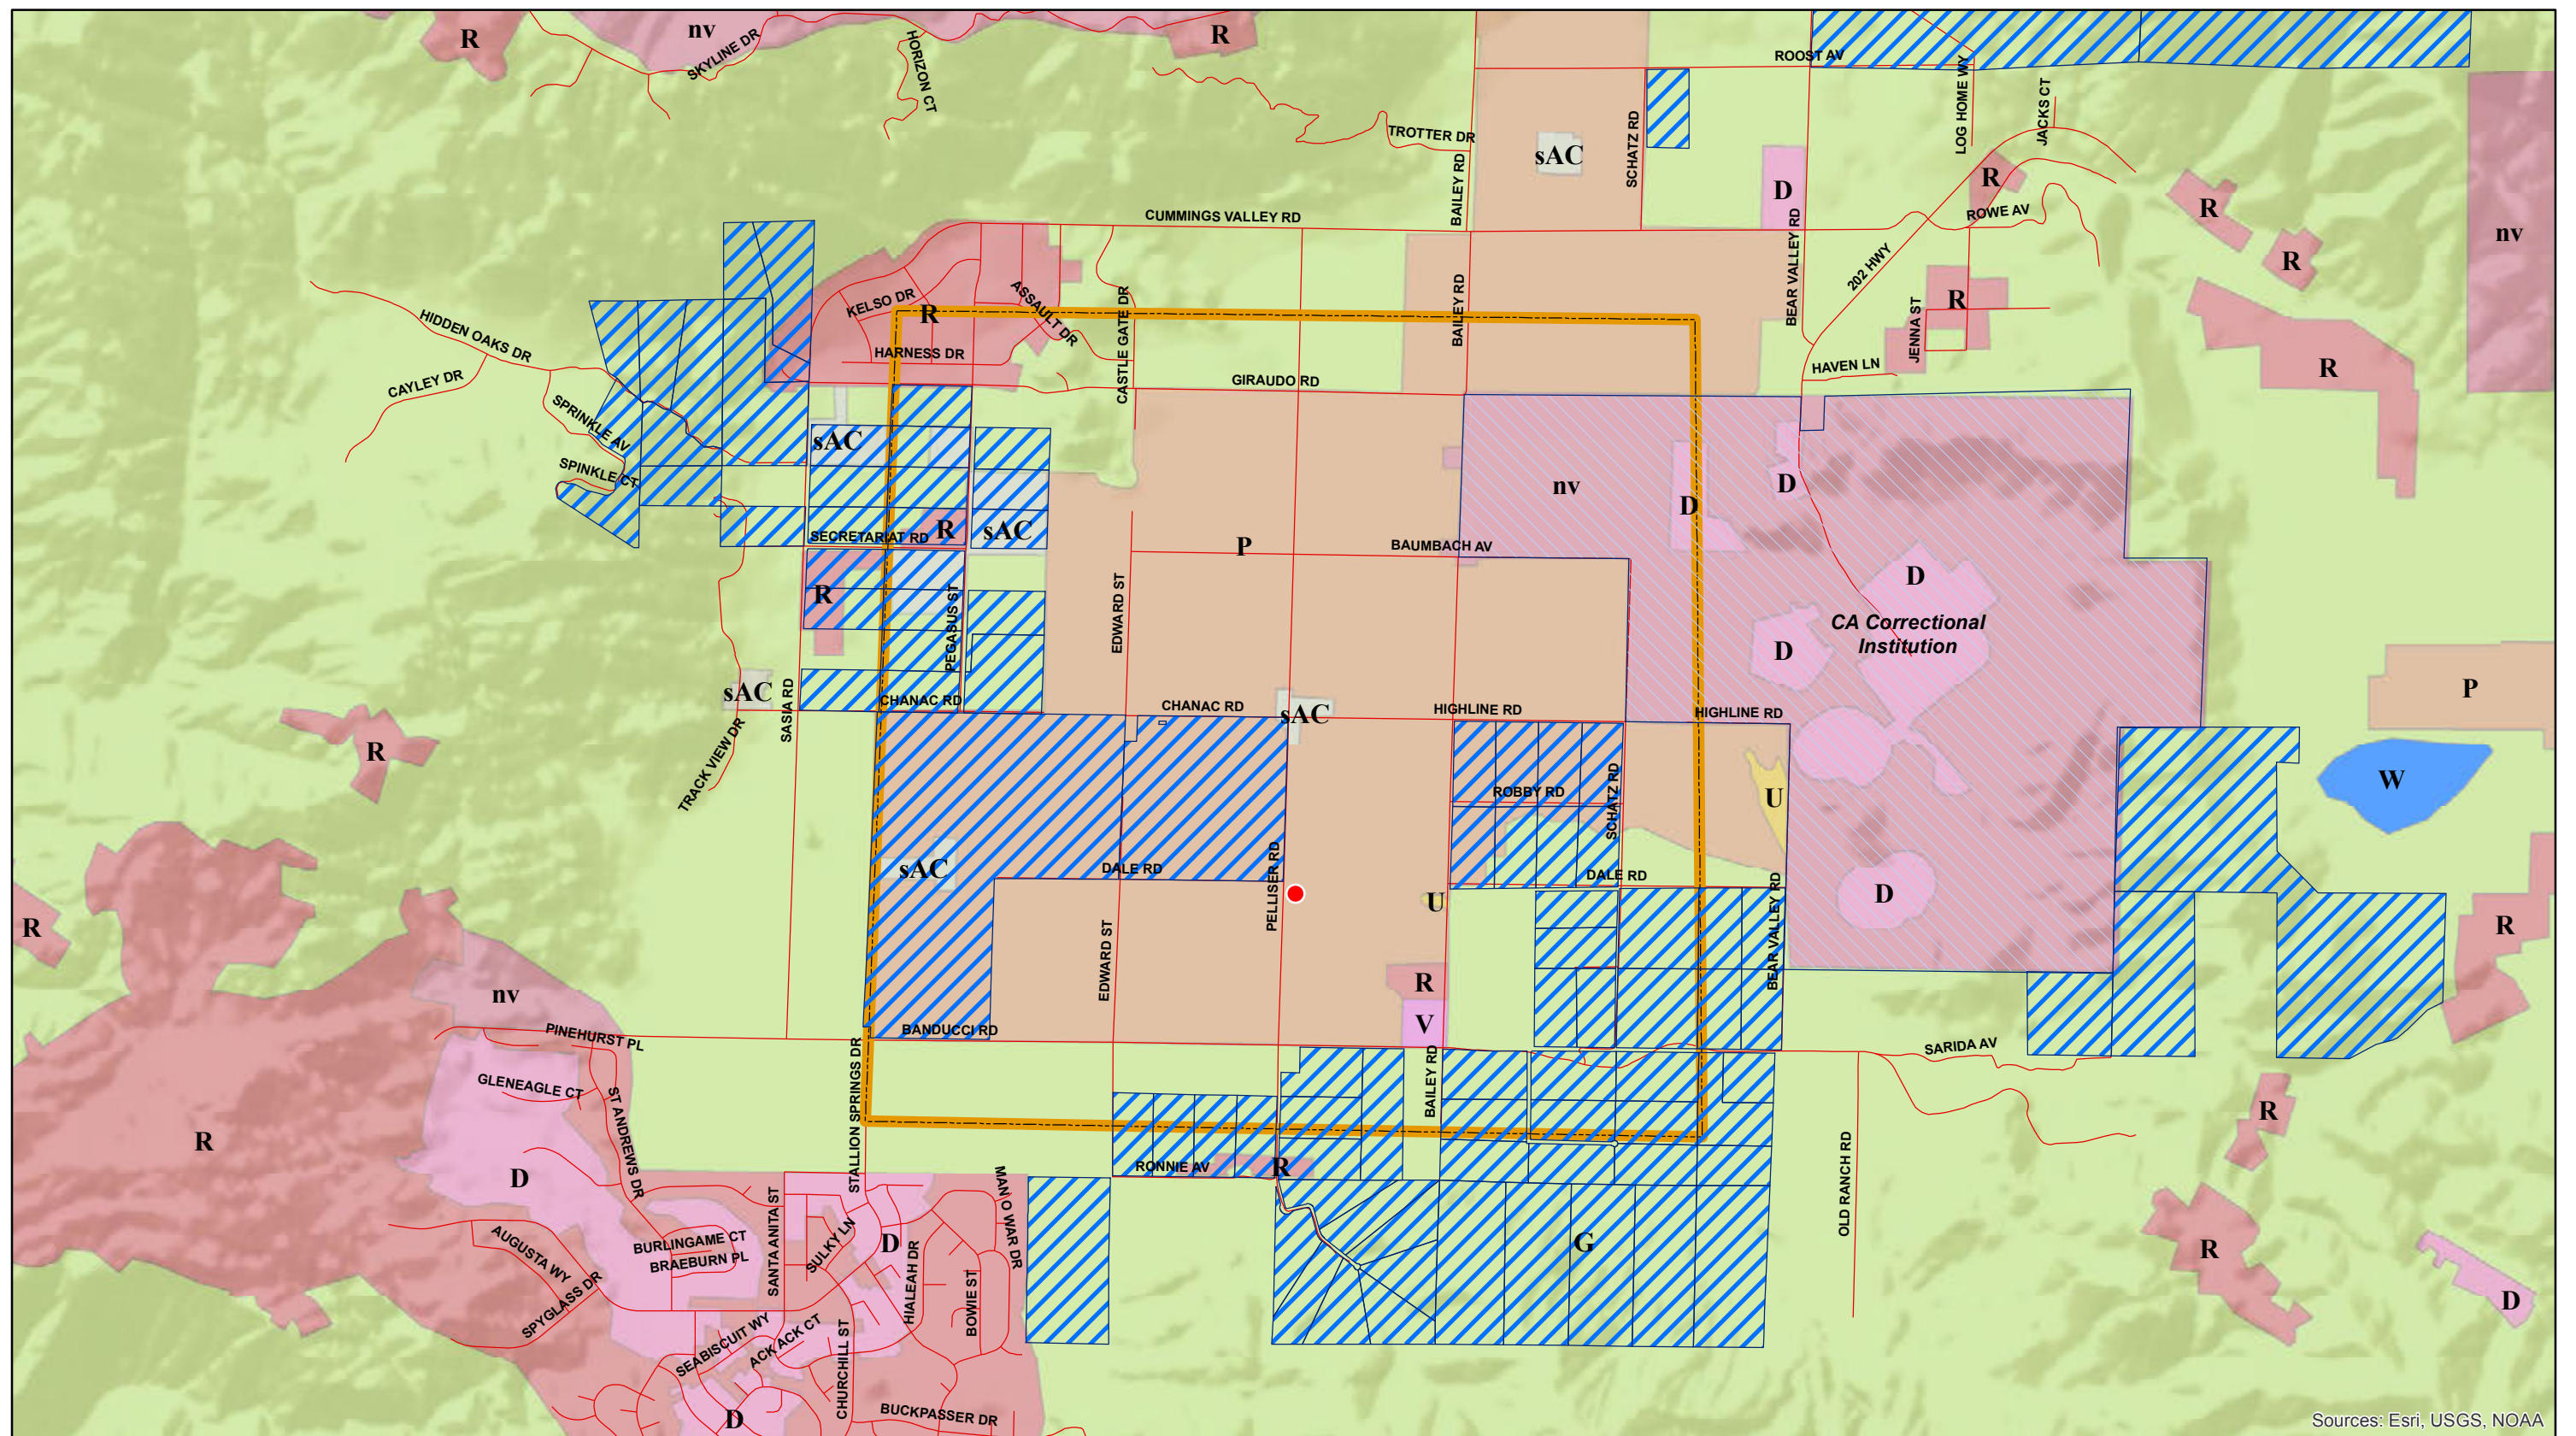 R
nv
SKYLINE DR
HORIZON CT
R
ROOST AV
LOG HOME WY
JACKS CT
TROTTER DR
BAILEY RD
sAC
SCHATZ RD
D
BEAR VALLEY RD
R
ROWE AV
R
nv
CUMMINGS VALLEY RD
202 HWY
R
HIDDEN OAKS DR
KELSO DR
R
ASSAULT DR
CASTLE GATE DR
BAILEY RD
JENNA ST
R
HARNESS DR
HAVEN LN
R
CAYLEY DR
GIRAUDO RD
SPRINKLE AV
sAC
SPINKLE CT
nv
D
D
SECRETARIAT RD
R
sAC
P
BAUMBACH AV
D
R
PEGASUS ST
EDWARD ST
D
CA Correctional
Institution
sAC
SASIA RD
CHANAC RD
CHANAC RD
sAC
HIGHLINE RD
HIGHLINE RD
P
TRACK VIEW DR
R
ROBBY RD
SCHATZ RD
U
W
sAC
DALE RD
PELLISER RD
DALE RD
U
D
R
R
EDWARD ST
BEAR VALLEY RD
R
nv
V
BANDUCCI RD
PINEHURST PL
SARIDA AV
GLENEAGLE CT
ST ANDREWS DR
STALLION SPRINGS DR
BAILEY RD
R
R
D
RONNIE AV
R
OLD RANCH RD
MAN O WAR DR
SANTA ANITA ST
AUGUSTA WY
BURLINGAME CT
BRAEBURN PL
SULKY LN
D
HIALEAH DR
G
R
SPYGLASS DR
BOWIE ST
D
SEABISCUIT WY
ACK ACK CT
CHURCHILL ST
D
BUCKPASSER DR
Sources: Esri, USGS, NOAA